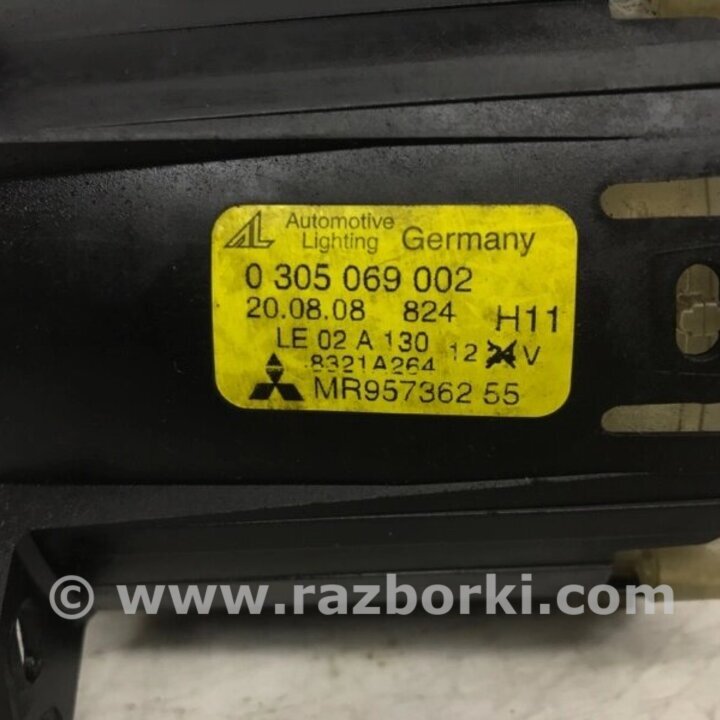 Automotive
Lighting Germany
0 305 069 002
20.08.08 824 H11
LE 02 A 130 12 24 V
8321A264
MR957362 55
© www.razborki.com